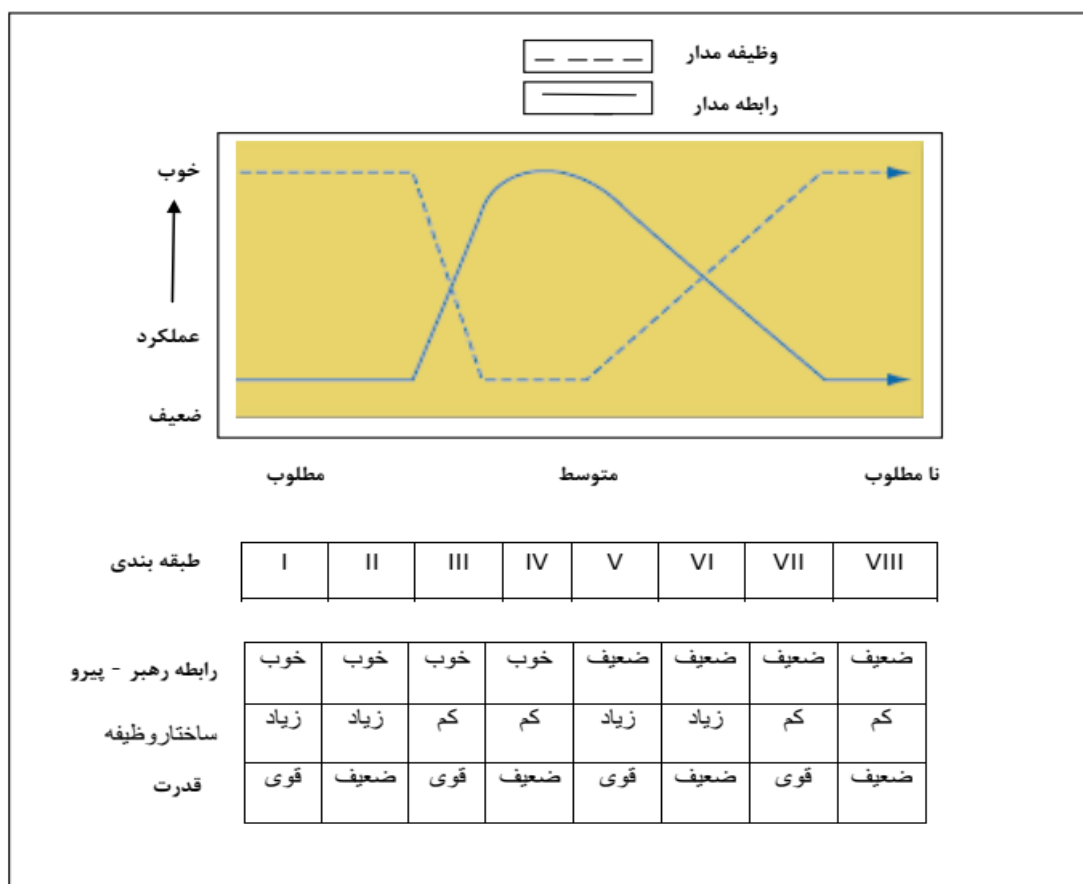 وظیفه مدار
رابطه مدار
خوب
عملکرد
ضعیف
مطلوب متوسط نا مطلوب
طبقه بندی I II III IV V VI VII VIII
رابطه رهبر - پیرو خوب خوب خوب خوب ضعیف ضعیف ضعیف ضعیف
ساختاروظیفه زیاد زیاد کم کم زیاد زیاد کم کم
قدرت قوی ضعیف قوی ضعیف قوی ضعیف قوی ضعیف